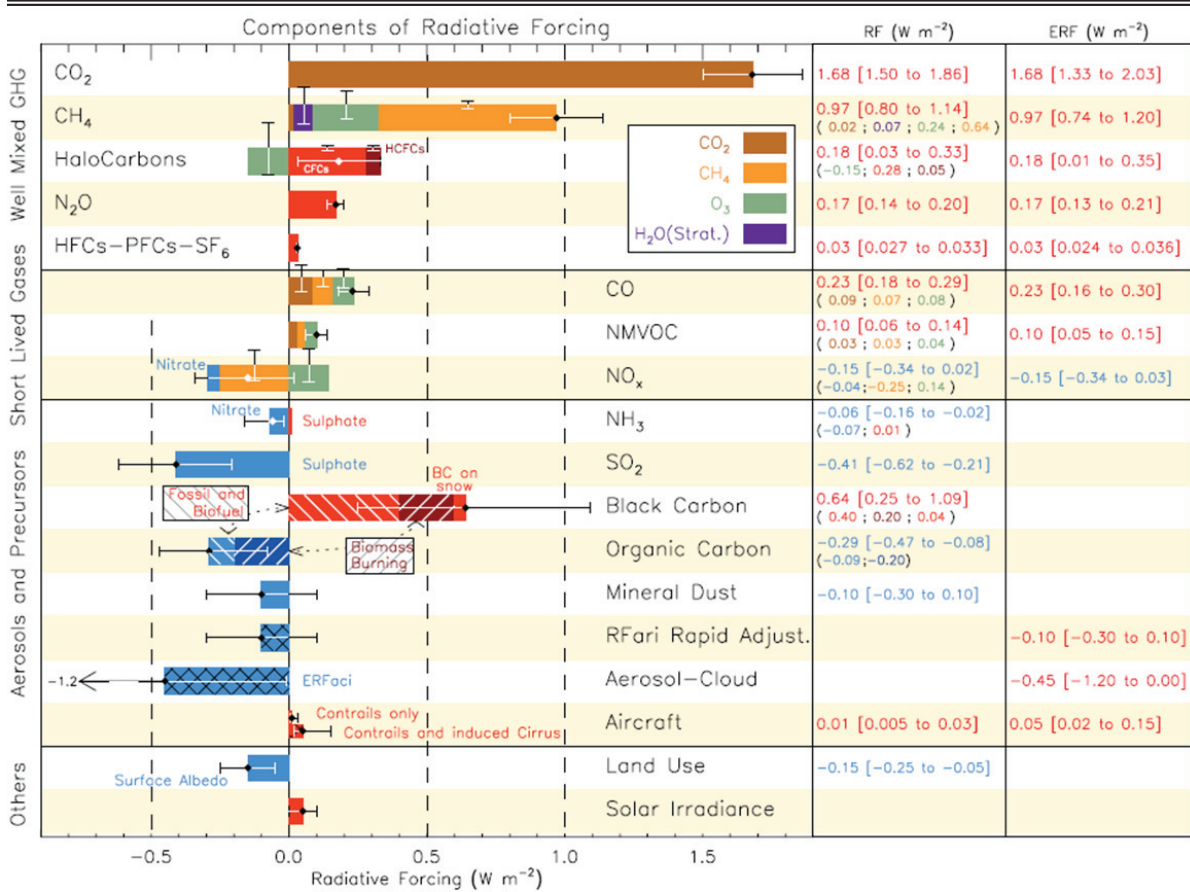 Components of Radiative Forcing
RF (W m⁻²)
ERF (W m⁻²)
Well Mixed GHG
CO₂
1.68 [1.50 to 1.86]
1.68 [1.33 to 2.03]
CH₄
0.97 [0.80 to 1.14]
(0.02 ; 0.07 ; 0.24 ; 0.64)
0.97 [0.74 to 1.20]
HaloCarbons
CFCs
HCFCs
0.18 [0.03 to 0.33]
(-0.15; 0.28 ; 0.05)
0.18 [0.01 to 0.35]
N₂O
0.17 [0.14 to 0.20]
0.17 [0.13 to 0.21]
HFCs-PFCs-SF₆
0.03 [0.027 to 0.033]
0.03 [0.024 to 0.036]
CO₂
CH₄
O₃
H₂O(Strat.)
Short Lived Gases
CO
0.23 [0.18 to 0.29]
(0.09 ; 0.07 ; 0.08)
0.23 [0.16 to 0.30]
NMVOC
0.10 [0.06 to 0.14]
(0.03 ; 0.03 ; 0.04)
0.10 [0.05 to 0.15]
Nitrate
NOₓ
-0.15 [-0.34 to 0.02]
(-0.04;-0.25; 0.14)
-0.15 [-0.34 to 0.03]
Aerosols and Precursors
Nitrate
Sulphate
NH₃
-0.06 [-0.16 to -0.02]
(-0.07; 0.01)
Sulphate
SO₂
-0.41 [-0.62 to -0.21]
BC on
snow
Fossil and
Biofuel
Black Carbon
0.64 [0.25 to 1.09]
(0.40 ; 0.20 ; 0.04)
Biomass
Burning
Organic Carbon
-0.29 [-0.47 to -0.08]
(-0.09;-0.20)
Mineral Dust
-0.10 [-0.30 to 0.10]
RFari Rapid Adjust.
-0.10 [-0.30 to 0.10]
-1.2
ERFaci
Aerosol-Cloud
-0.45 [-1.20 to 0.00]
Contrails only
Contrails and induced Cirrus
Aircraft
0.01 [0.005 to 0.03]
0.05 [0.02 to 0.15]
Others
Surface Albedo
Land Use
-0.15 [-0.25 to -0.05]
Solar Irradiance
-0.5 0.0 0.5 1.0 1.5
Radiative Forcing (W m⁻²)